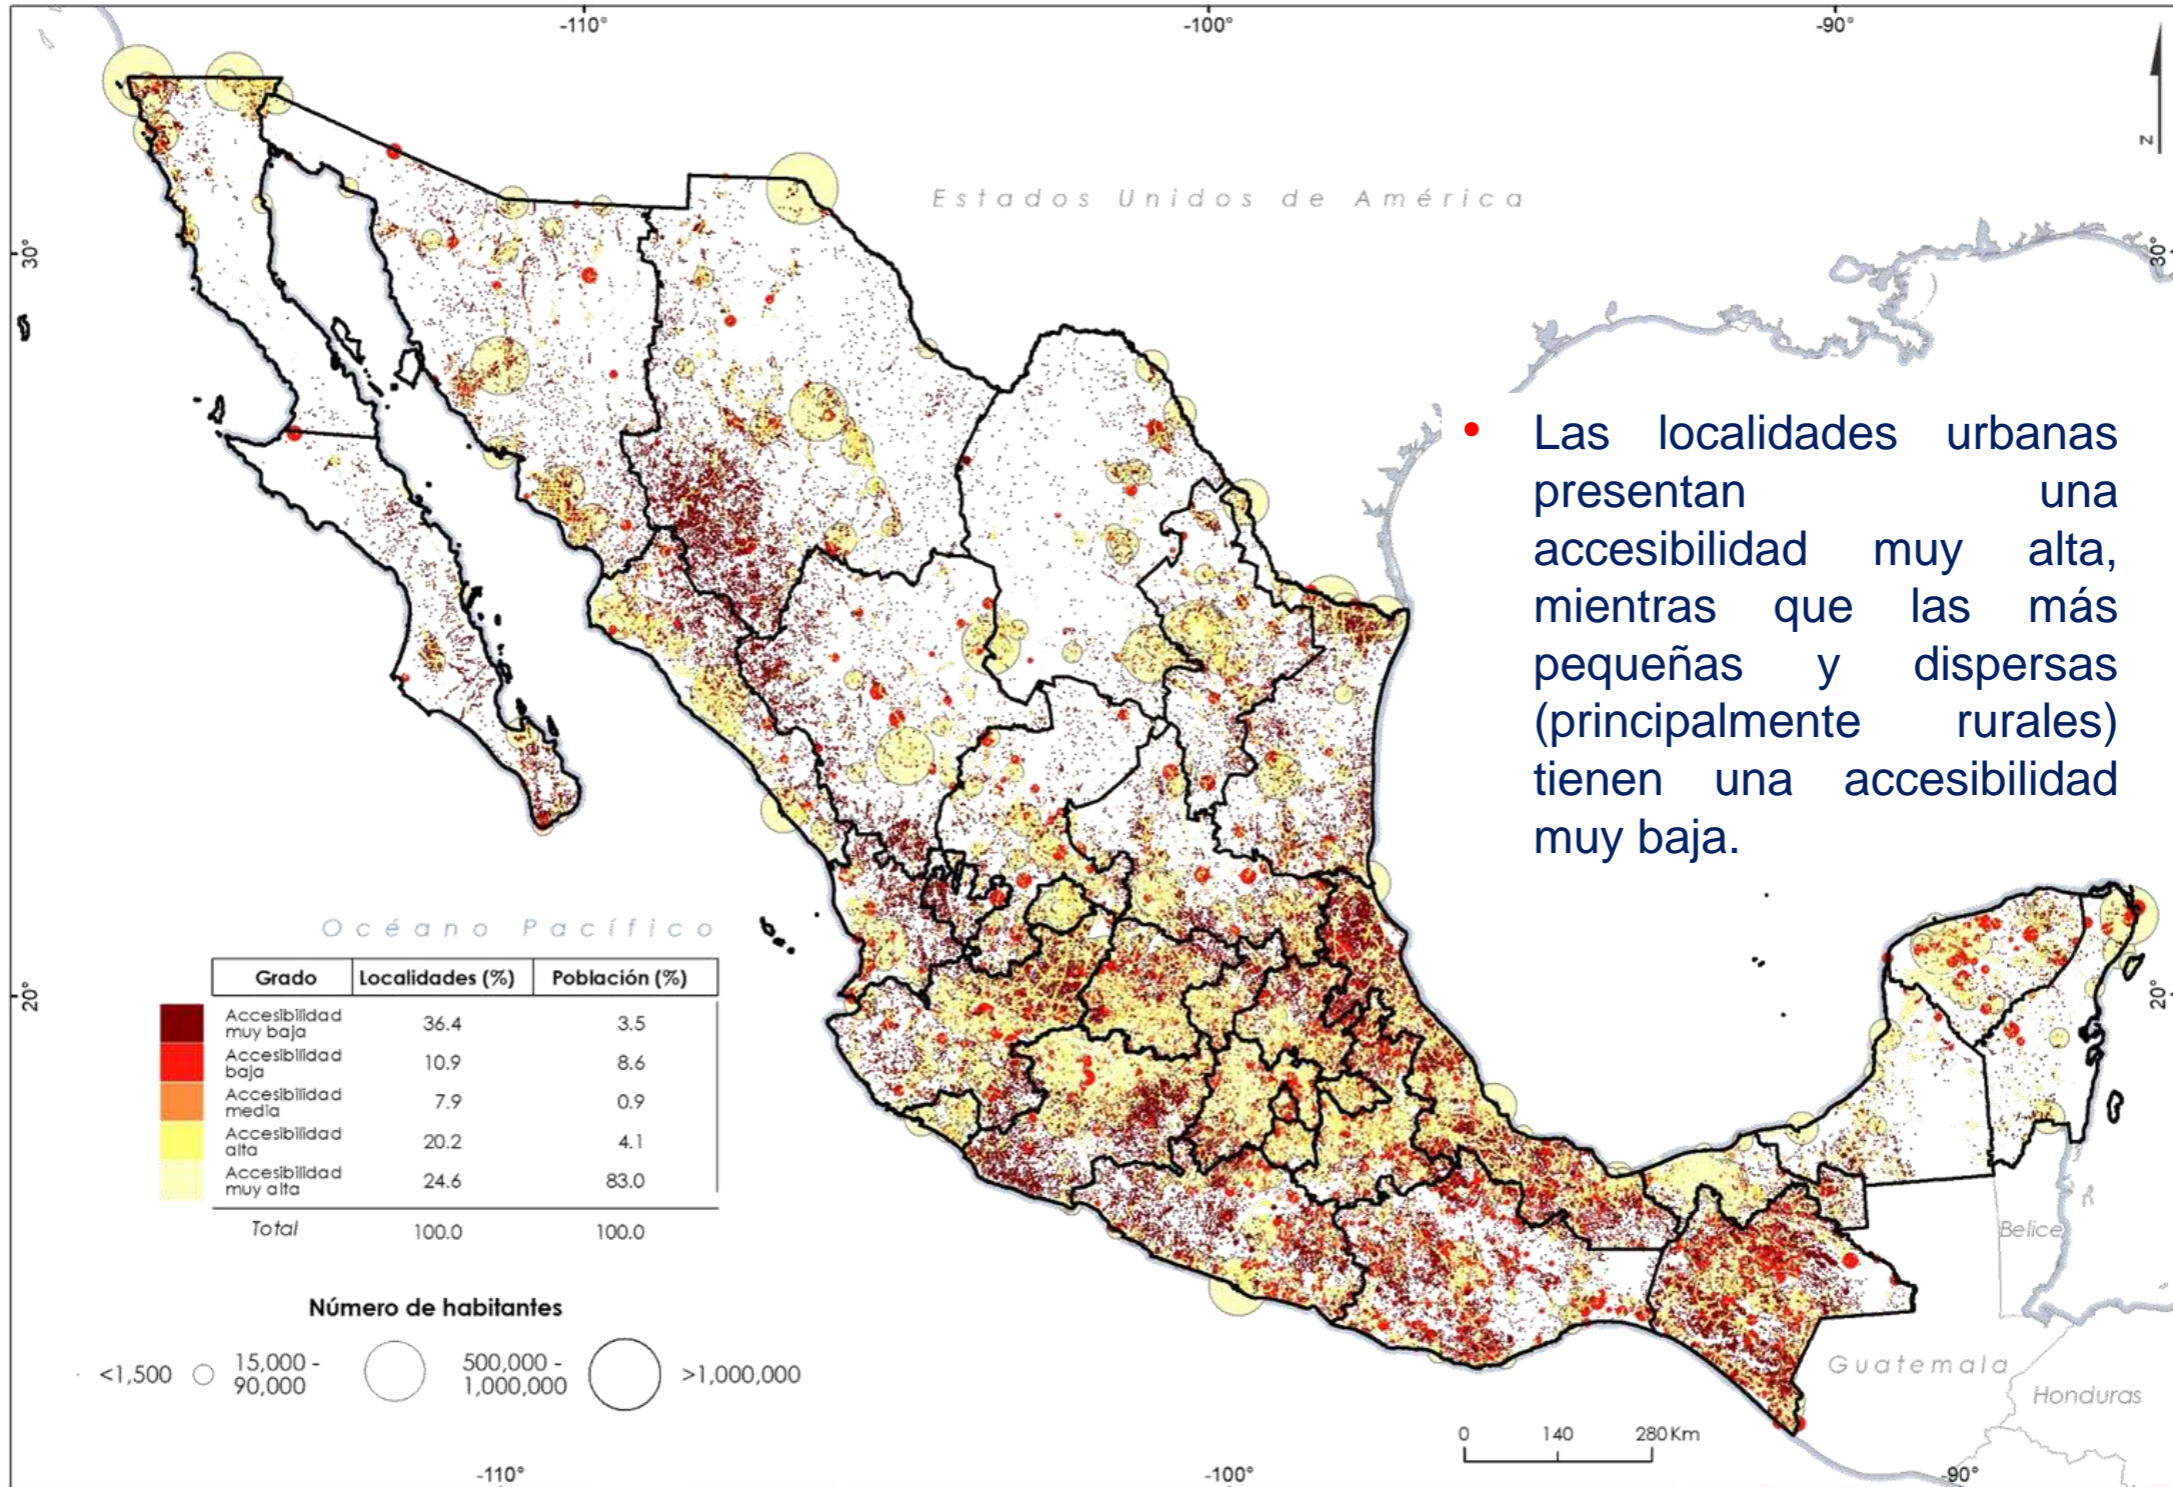 -110°
-100°
-90°
N
Estados Unidos de América
30°
30°
• Las localidades urbanas
presentan una
accesibilidad muy alta,
mientras que las más
pequeñas y dispersas
(principalmente rurales)
tienen una accesibilidad
muy baja.
Océano Pacífico
Grado Localidades (%) Población (%)
Accesibilidad
muy baja 36.4 3.5
Accesibilidad
baja 10.9 8.6
Accesibilidad
media 7.9 0.9
Accesibilidad
alta 20.2 4.1
Accesibilidad
muy alta 24.6 83.0
Total 100.0 100.0
20°
20°
Belice
Número de habitantes
<1,500
15,000 -
90,000
500,000 -
1,000,000
>1,000,000
Guatemala
Honduras
0 140 280 Km
-110°
-100°
-90°